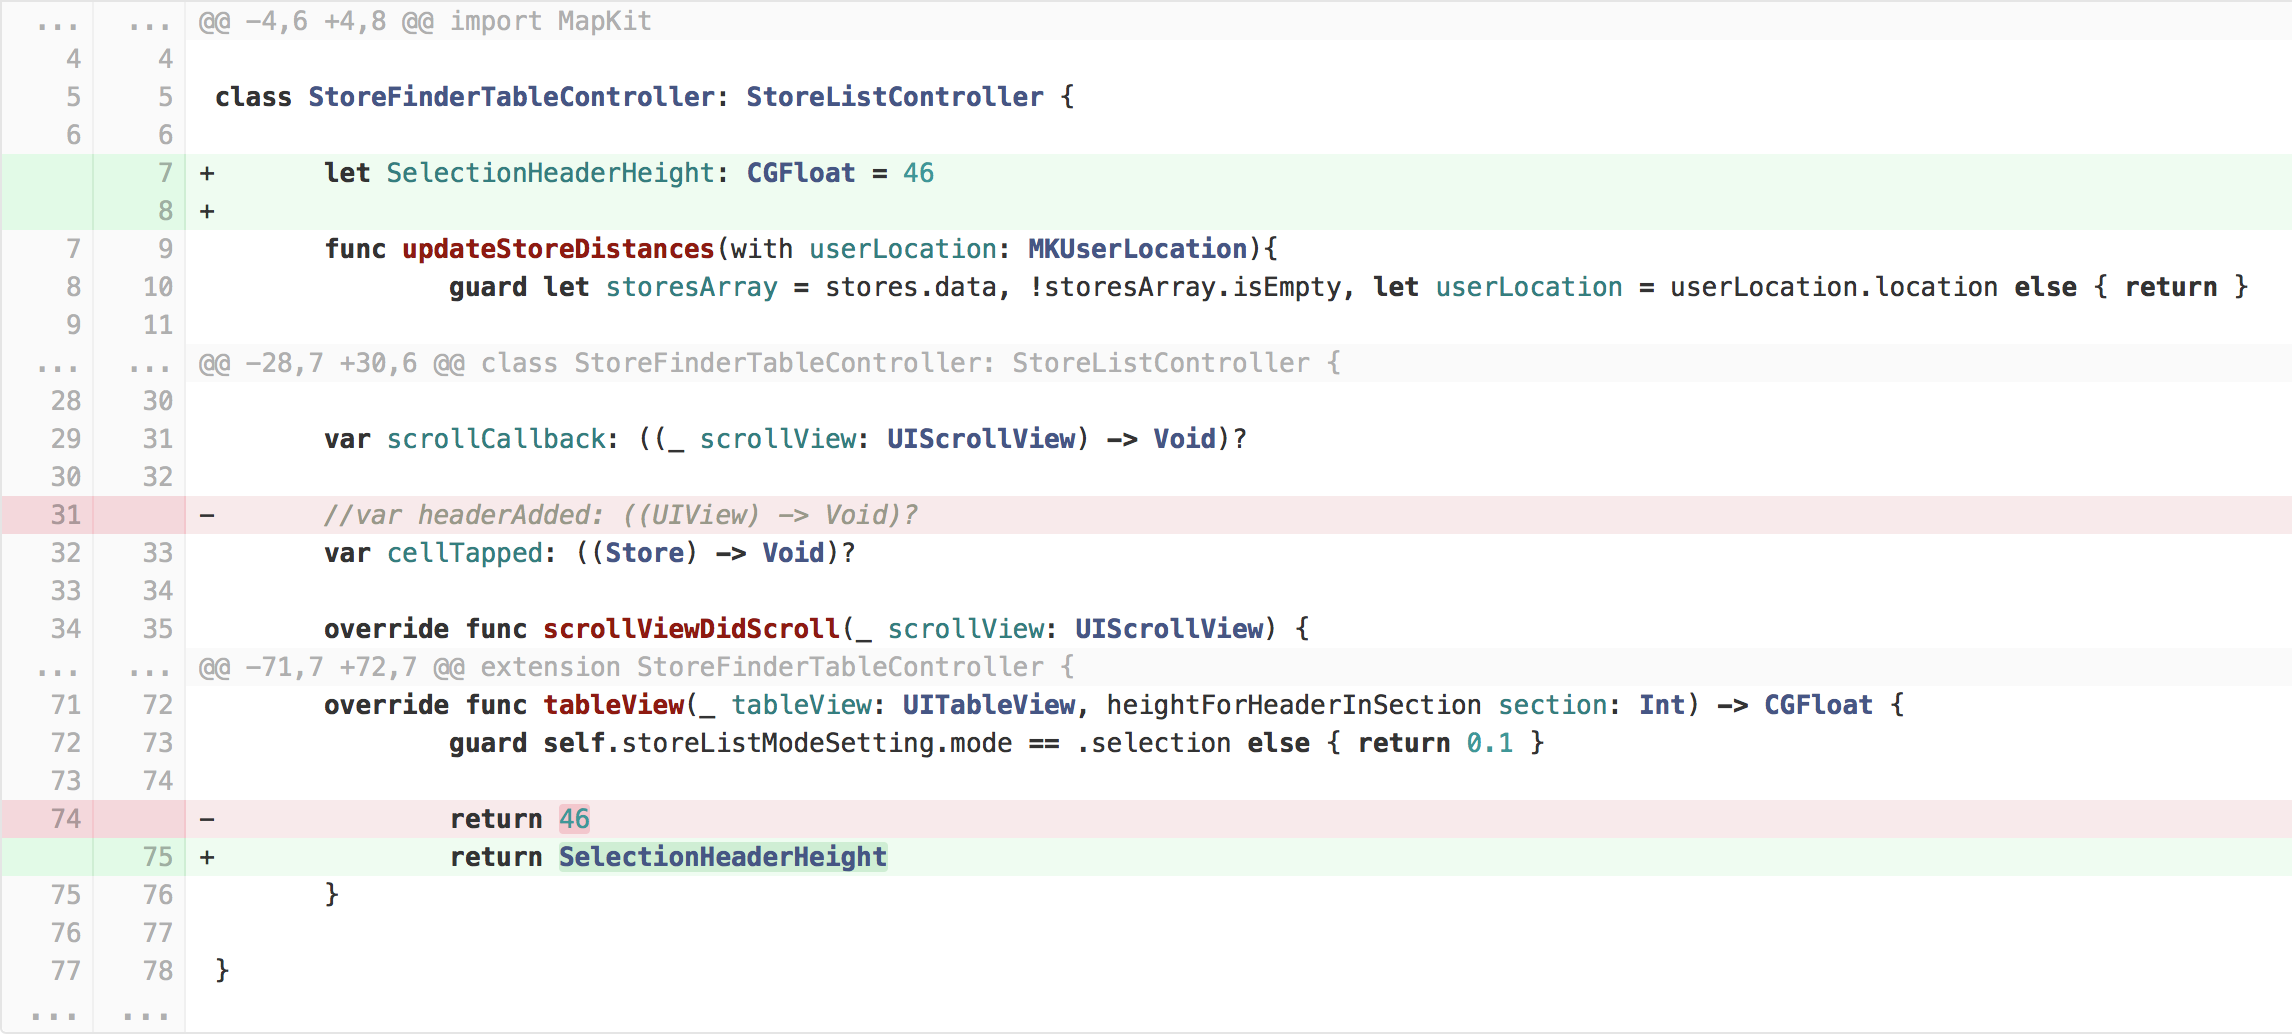 ... ... @@ -4,6 +4,8 @@ import MapKit
4 4
5 5 class StoreFinderTableController: StoreListController {
6 6
7 + let SelectionHeaderHeight: CGFloat = 46
8 +
7 9 func updateStoreDistances(with userLocation: MKUserLocation){
8 10 guard let storesArray = stores.data, !storesArray.isEmpty, let userLocation = userLocation.location else { return }
9 11
... ... @@ -28,7 +30,6 @@ class StoreFinderTableController: StoreListController {
28 30
29 31 var scrollCallback: ((_ scrollView: UIScrollView) -> Void)?
30 32
31 - //var headerAdded: ((UIView) -> Void)?
32 33 var cellTapped: ((Store) -> Void)?
33 34
34 35 override func scrollViewDidScroll(_ scrollView: UIScrollView) {
... ... @@ -71,7 +72,7 @@ extension StoreFinderTableController {
71 72 override func tableView(_ tableView: UITableView, heightForHeaderInSection section: Int) -> CGFloat {
72 73 guard self.storeListModeSetting.mode == .selection else { return 0.1 }
73 74
74 - return 46
75 + return SelectionHeaderHeight
75 76 }
76 77
77 78 }
... ...